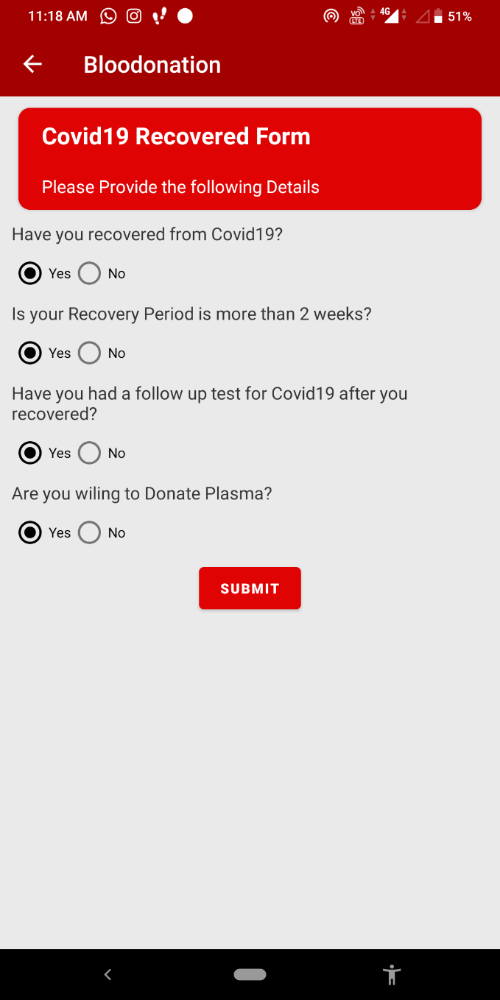 11:18 AM VO LTE 4G 51%
Bloodonation
Covid19 Recovered Form
Please Provide the following Details
Have you recovered from Covid19?
Yes No
Is your Recovery Period is more than 2 weeks?
Yes No
Have you had a follow up test for Covid19 after you
recovered?
Yes No
Are you wiling to Donate Plasma?
Yes No
SUBMIT